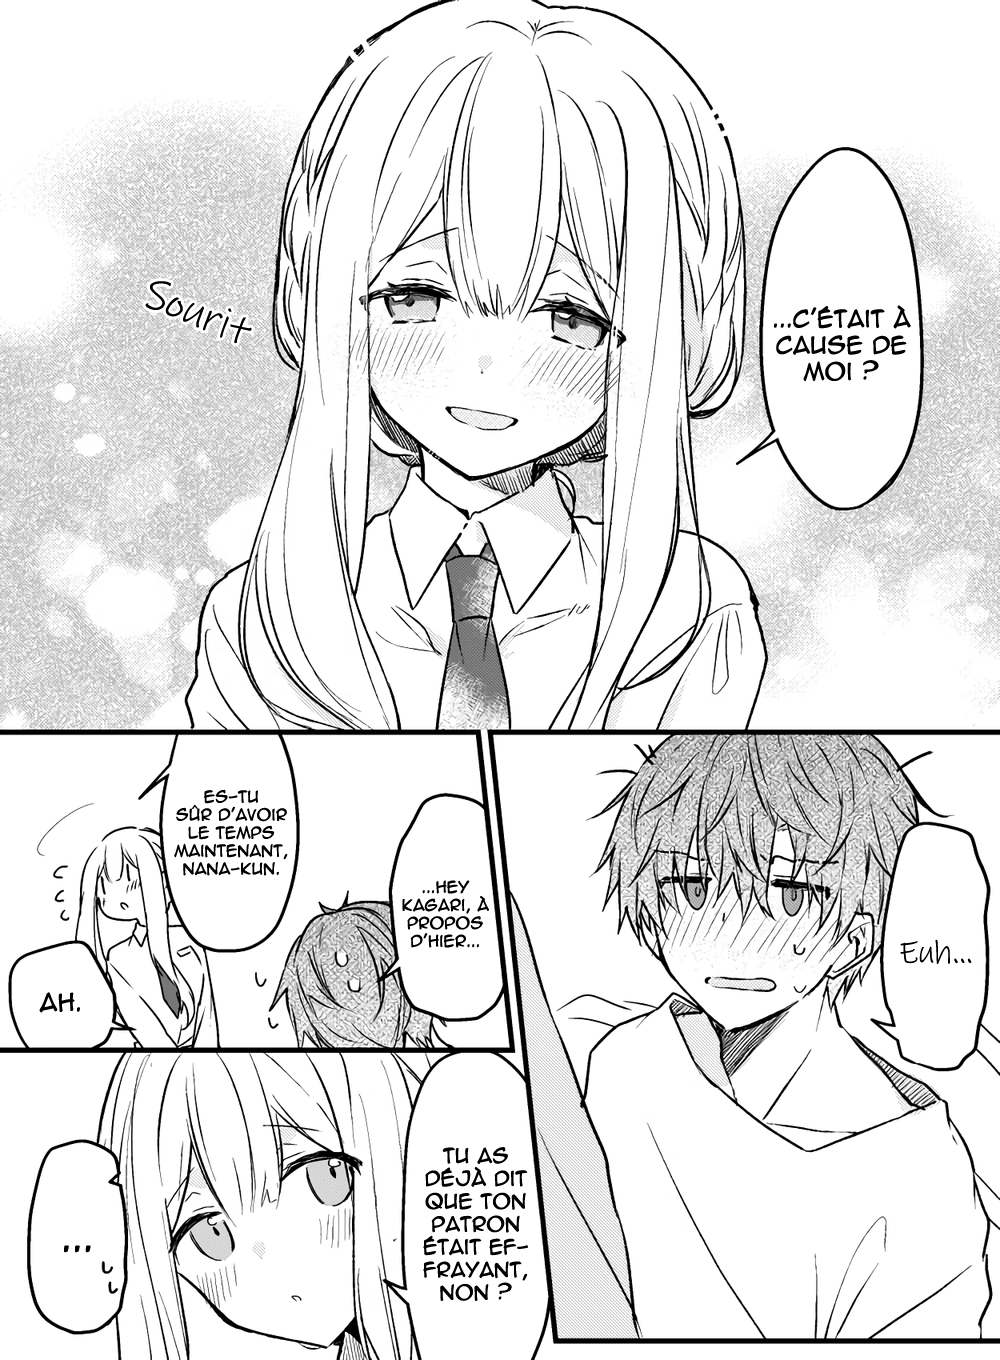 ...C'ÉTAIT À
CAUSE DE
MOI ?
Sourit
Euh...
...HEY
KAGARI, À
PROPOS
D'HIER...
ES-TU
SÛR D'AVOIR
LE TEMPS
MAINTENANT,
NANA-KUN.
AH.
TU AS
DÉJÀ DIT
QUE TON
PATRON
ÉTAIT EF-
FRAYANT,
NON ?
...